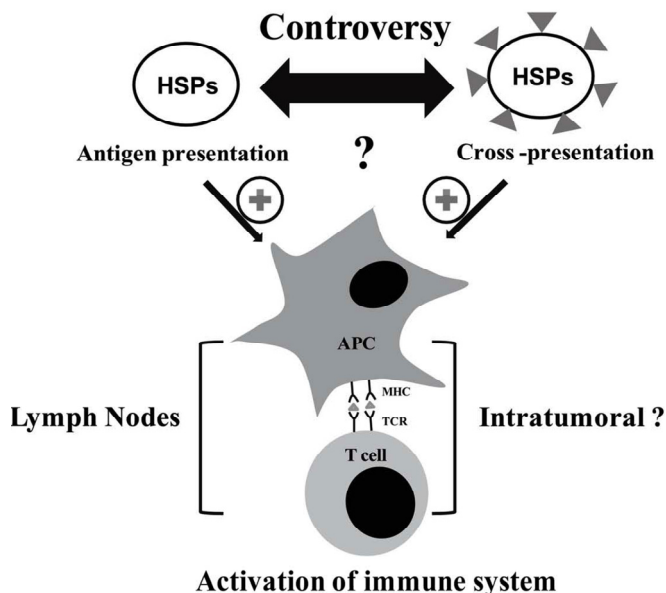 Controversy
HSPs
HSPs
Antigen presentation
?
Cross -presentation
APC
MHC
Lymph Nodes
TCR
Intratumoral ?
T cell
Activation of immune system